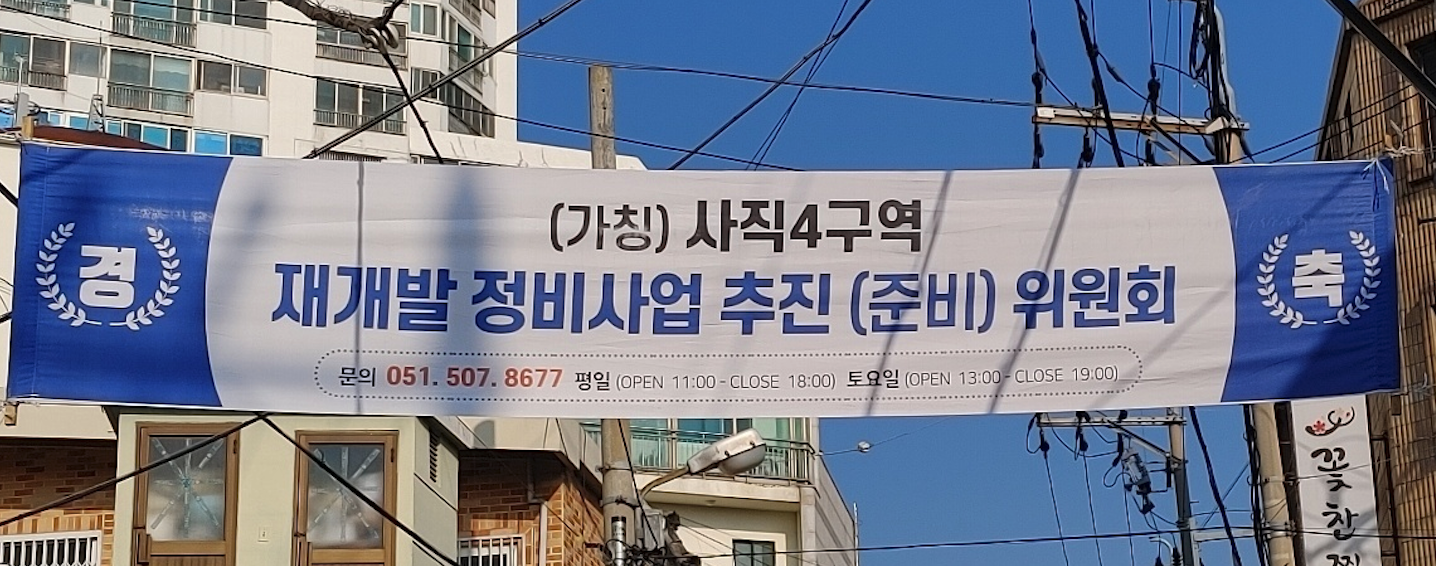 경
(가칭) 사직4구역
재개발 정비사업 추진 (준비) 위원회
문의 051. 507. 8677 평일 (OPEN 11:00 - CLOSE 18:00) 토요일 (OPEN 13:00 - CLOSE 19:00)
축
꽃찬